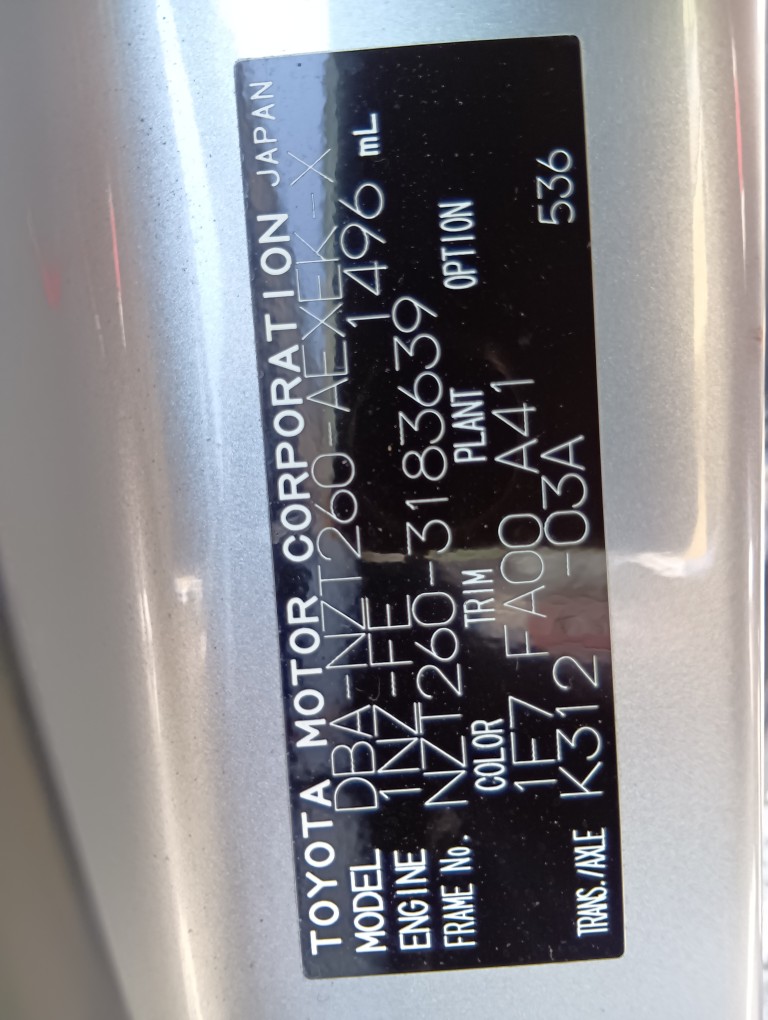 TOYOTA MOTOR CORPORATION JAPAN
MODEL DBA-NZT260-AEXEK-X
ENGINE 1NZ-FE 1496 mL
FRAME No. NZT260-3183639
COLOR TRIM PLANT OPTION
1F7 FA00 A41
TRANS./AXLE K312 -03A 536